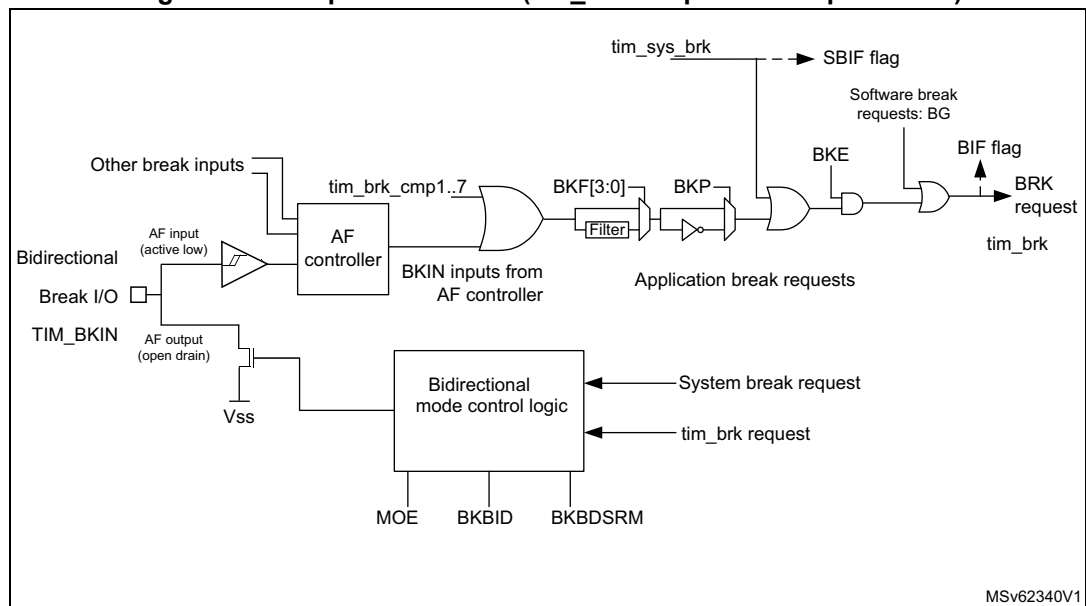 tim_sys_brk
SBIF flag
Software break
requests: BG
BIF flag
BKE
BRK
request
tim_brk
Other break inputs
tim_brk_cmp1..7
BKF[3:0]
BKP
Filter
AF input
(active low)
AF
controller
BKIN inputs from
AF controller
Application break requests
Bidirectional
Break I/O
TIM_BKIN
AF output
(open drain)
Vss
Bidirectional
mode control logic
System break request
tim_brk request
MOE
BKBID
BKBDSRM
MSv62340V1